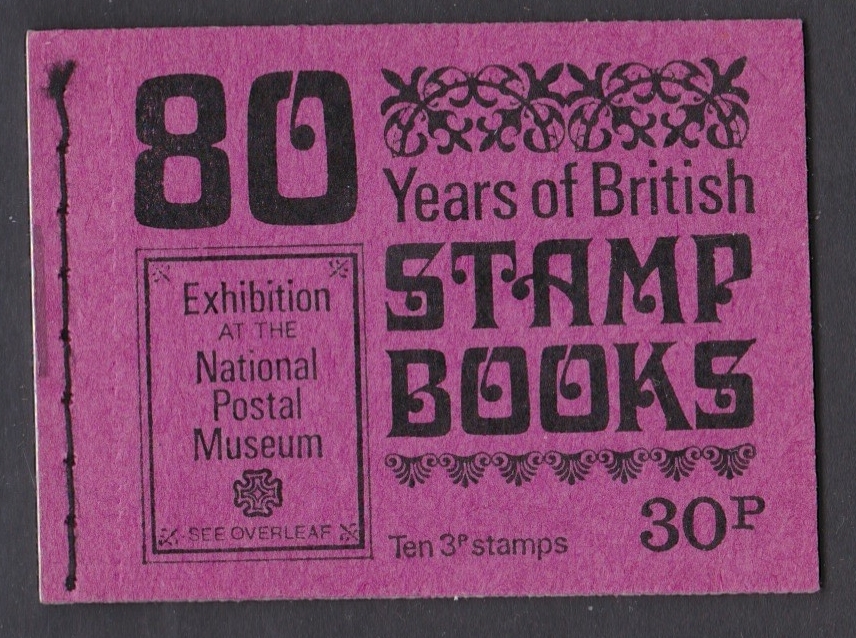 80
Years of British
STAMP
BOOKS
Exhibition
AT THE
National
Postal
Museum
SEE OVERLEAF
Ten 3P stamps
30P